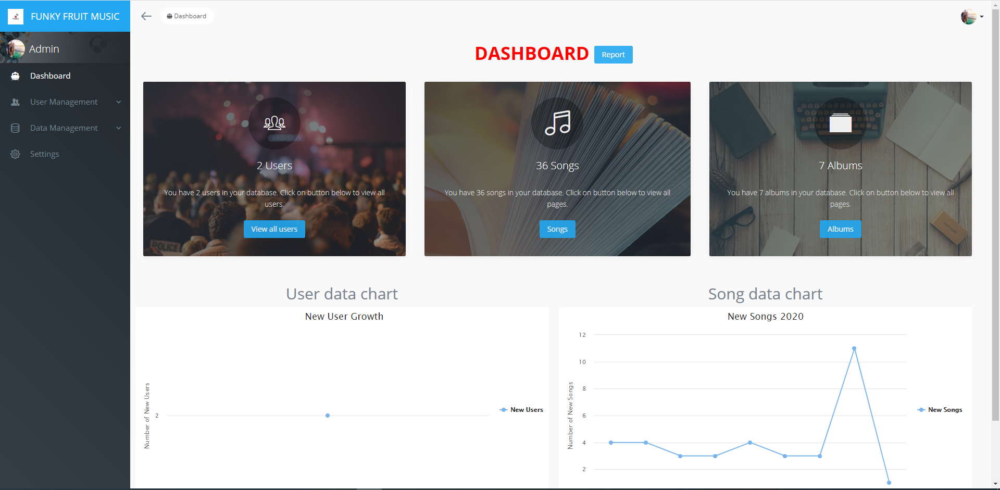 FUNKY FRUIT MUSIC
Dashboard
Admin
Dashboard
User Management
Data Management
Settings
DASHBOARD Report
2 Users
You have 2 users in your database. Click on button below to view all
users.
View all users
POLICE
36 Songs
You have 36 songs in your database. Click on button below to view all
pages.
Songs
7 Albums
You have 7 albums in your database. Click on button below to view all
pages.
Albums
User data chart
New User Growth
Number of New Users
2
New Users
Song data chart
New Songs 2020
Number of New Songs
12
10
8
6
4
2
New Songs